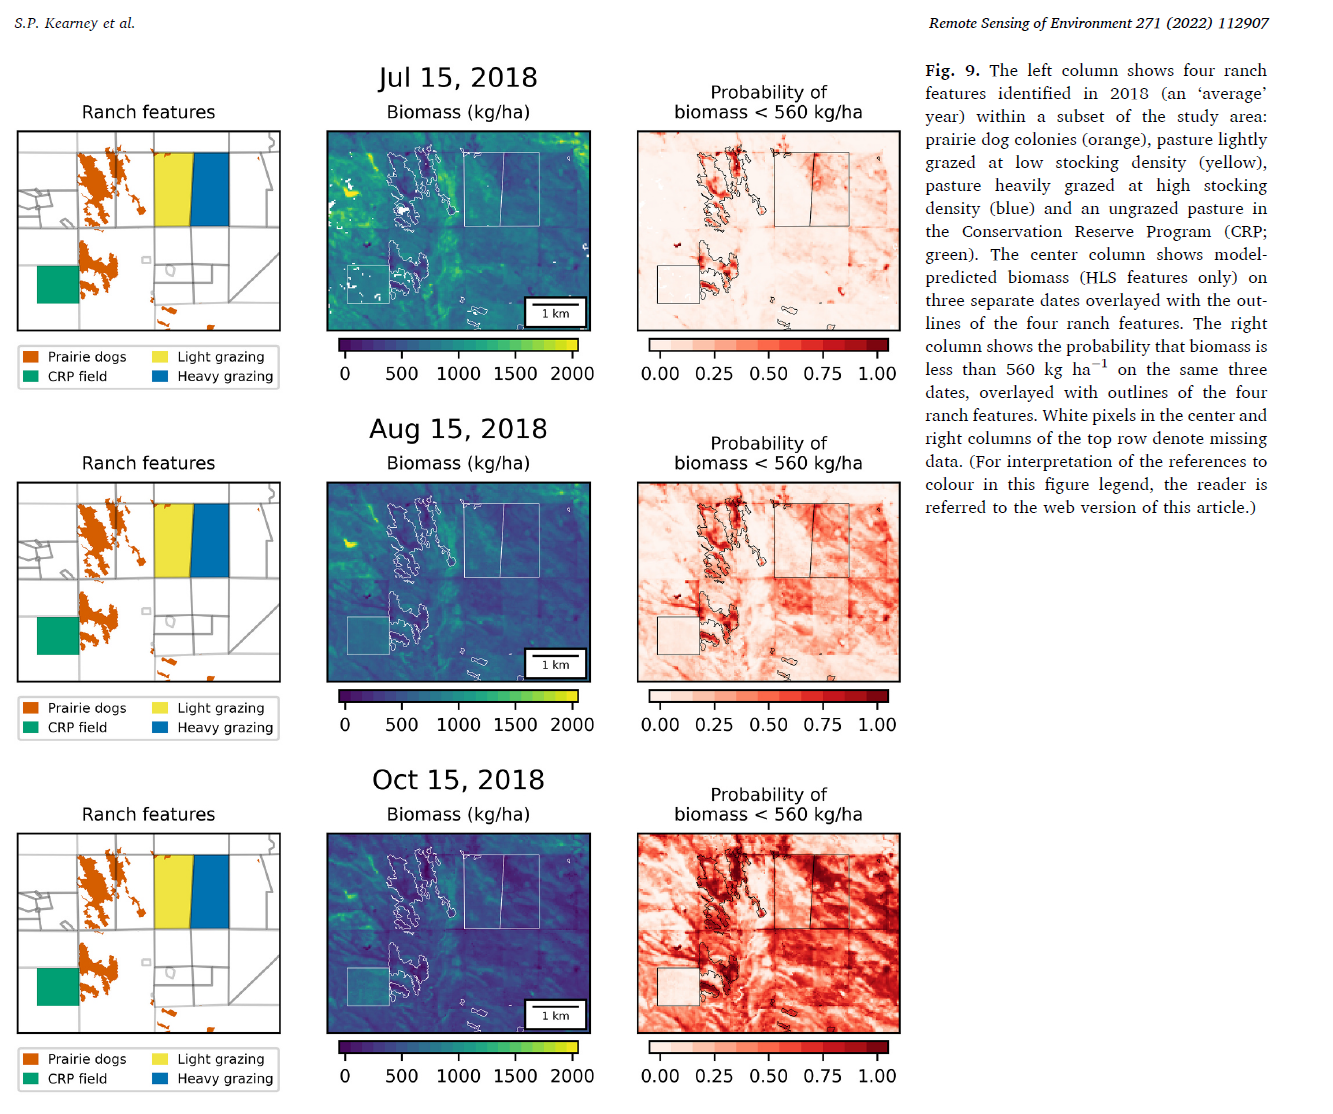 S.P. Kearney et al.
Remote Sensing of Environment 271 (2022) 112907
Jul 15, 2018
Ranch features
Biomass (kg/ha)
Probability of
biomass < 560 kg/ha
1 km
Prairie dogs
Light grazing
CRP field
Heavy grazing
0 500 1000 1500 2000
0.00 0.25 0.50 0.75 1.00
Aug 15, 2018
Ranch features
Biomass (kg/ha)
Probability of
biomass < 560 kg/ha
1 km
Prairie dogs
Light grazing
CRP field
Heavy grazing
0 500 1000 1500 2000
0.00 0.25 0.50 0.75 1.00
Oct 15, 2018
Ranch features
Biomass (kg/ha)
Probability of
biomass < 560 kg/ha
1 km
Prairie dogs
Light grazing
CRP field
Heavy grazing
0 500 1000 1500 2000
0.00 0.25 0.50 0.75 1.00
Fig. 9. The left column shows four ranch
features identified in 2018 (an ‘average’
year) within a subset of the study area:
prairie dog colonies (orange), pasture lightly
grazed at low stocking density (yellow),
pasture heavily grazed at high stocking
density (blue) and an ungrazed pasture in
the Conservation Reserve Program (CRP;
green). The center column shows model-
predicted biomass (HLS features only) on
three separate dates overlayed with the out-
lines of the four ranch features. The right
column shows the probability that biomass is
less than 560 kg ha⁻¹ on the same three
dates, overlayed with outlines of the four
ranch features. White pixels in the center and
right columns of the top row denote missing
data. (For interpretation of the references to
colour in this figure legend, the reader is
referred to the web version of this article.)